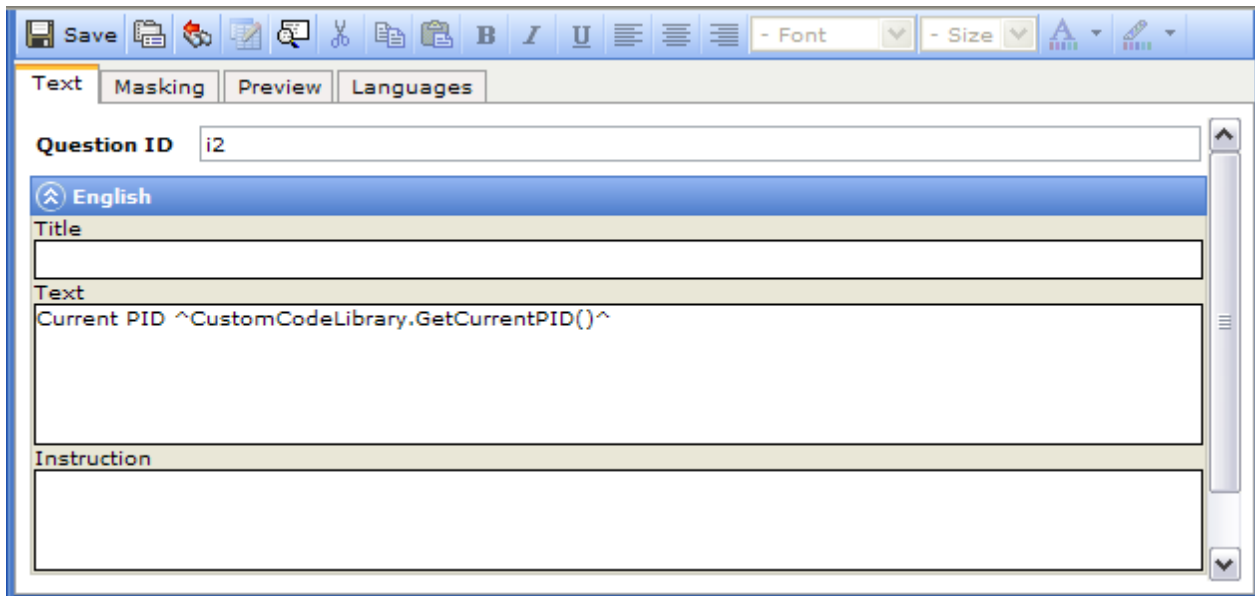 Save B I U - Font - Size A
Text Masking Preview Languages
Question ID i2
English
Title
Text
Current PID ^CustomCodeLibrary.GetCurrentPID()^
Instruction